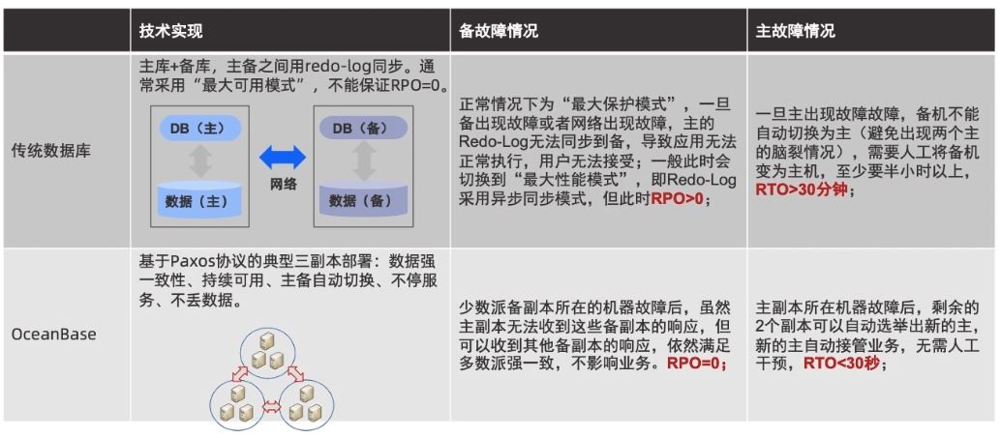 技术实现
备故障情况
主故障情况
传统数据库
主库+备库，主备之间用redo-log同步。通
常采用“最大可用模式”，不能保证RPO=0。
DB（主）
DB（备）
网络
数据（主）
数据（备）
正常情况下为“最大保护模式”，一旦
备出现故障或者网络出现故障，主的
Redo-Log无法同步到备，导致应用无法
正常执行，用户无法接受；一般此时会
切换到“最大性能模式”，即Redo-Log
采用异步同步模式，但此时RPO>0；
一旦主出现故障故障，备机不能
自动切换为主（避免出现两个主
的脑裂情况），需要人工将备机
变为主机，至少要半小时以上，
RTO>30分钟；
OceanBase
基于Paxos协议的典型三副本部署：数据强
一致性、持续可用、主备自动切换、不停服
务、不丢数据。
少数派备副本所在的机器故障后，虽然
主副本无法收到这些备副本的响应，但
可以收到其他备副本的响应，依然满足
多数派强一致，不影响业务。RPO=0；
主副本所在机器故障后，剩余的
2个副本可以自动选举出新的主，
新的主自动接管业务，无需人工
干预，RTO<30秒；